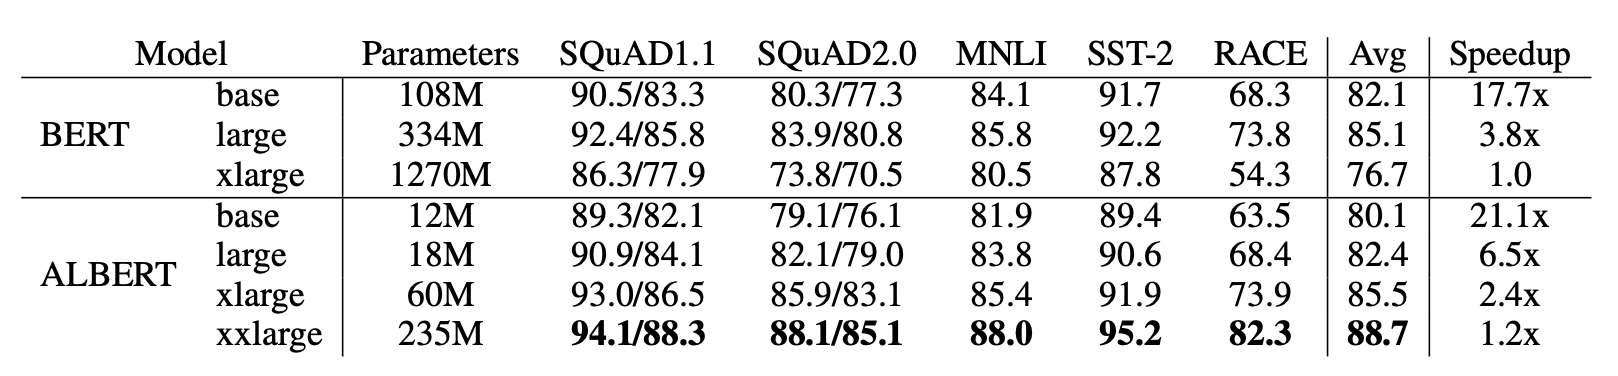 Model Parameters SQuAD1.1 SQuAD2.0 MNLI SST-2 RACE Avg Speedup
base 108M 90.5/83.3 80.3/77.3 84.1 91.7 68.3 82.1 17.7x
BERT large 334M 92.4/85.8 83.9/80.8 85.8 92.2 73.8 85.1 3.8x
xlarge 1270M 86.3/77.9 73.8/70.5 80.5 87.8 54.3 76.7 1.0
base 12M 89.3/82.1 79.1/76.1 81.9 89.4 63.5 80.1 21.1x
large 18M 90.9/84.1 82.1/79.0 83.8 90.6 68.4 82.4 6.5x
ALBERT
xlarge 60M 93.0/86.5 85.9/83.1 85.4 91.9 73.9 85.5 2.4x
xxlarge 235M 94.1/88.3 88.1/85.1 88.0 95.2 82.3 88.7 1.2x